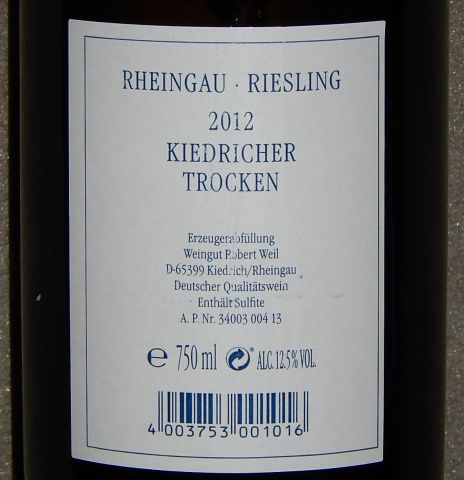 RHEINGAU · RIESLING
2012
KIEDRICHER
TROCKEN
Erzeugerabfüllung
Weingut Robert Weil
D-65399 Kiedrich/Rheingau
Deutscher Qualitätswein
Enthält Sulfite
A. P. Nr. 34003 004 13
e 750 ml ALC. 12.5% VOL.
4 003753 001016